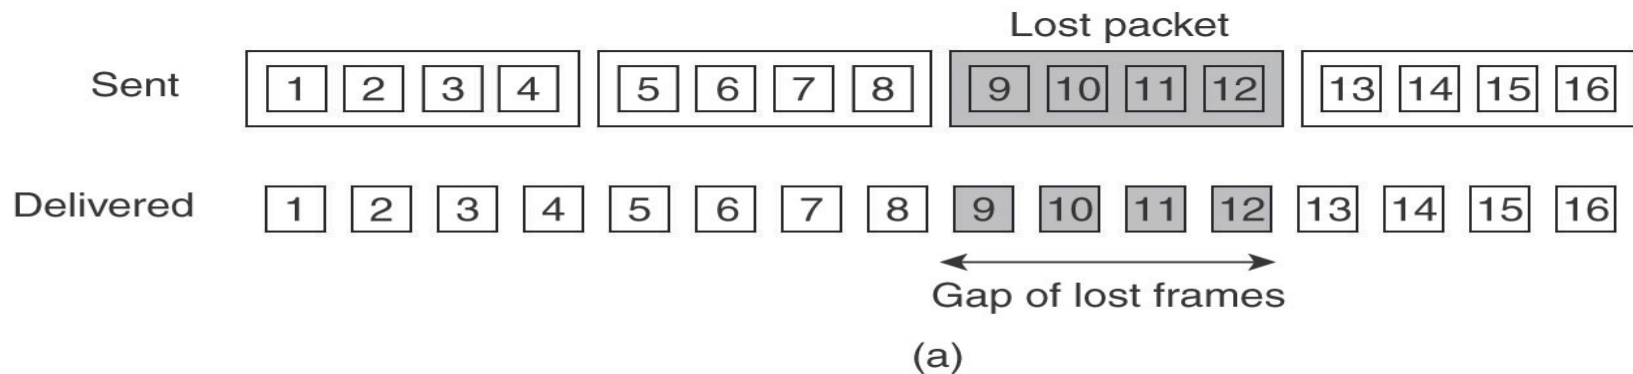 Lost packet
Sent 1 2 3 4 5 6 7 8 9 10 11 12 13 14 15 16
Delivered 1 2 3 4 5 6 7 8 9 10 11 12 13 14 15 16
Gap of lost frames
(a)